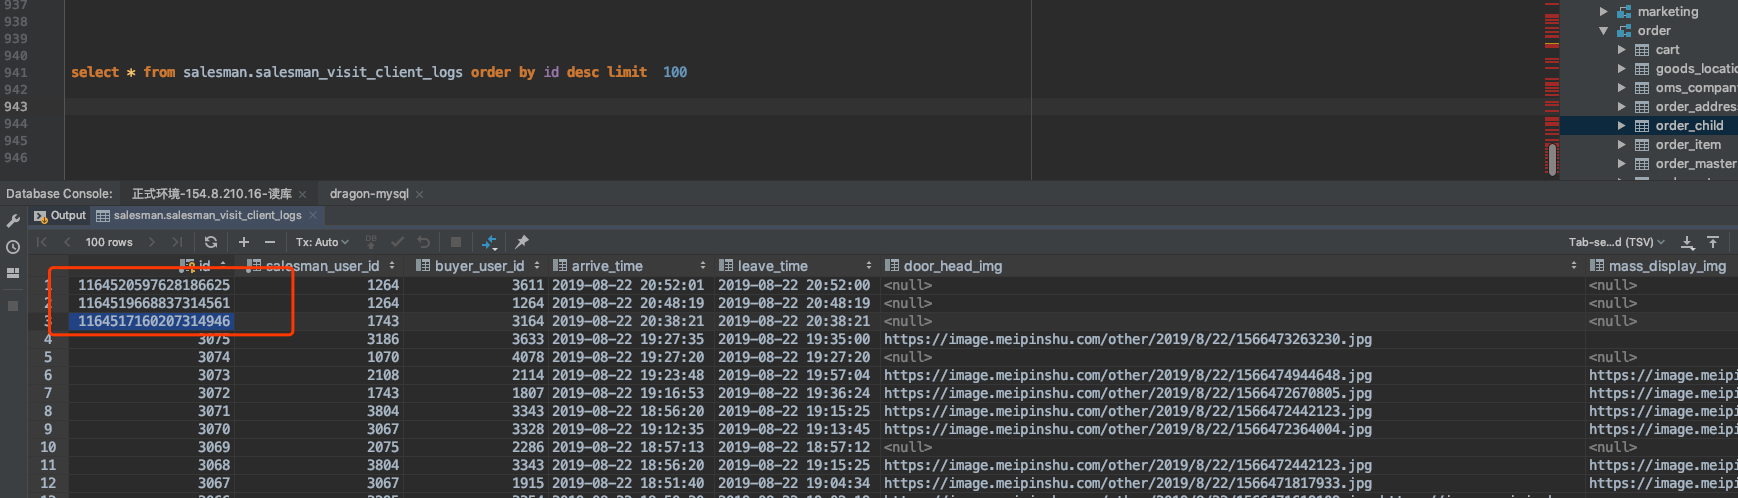 937
938
939
940
941 select * from salesman.salesman_visit_client_logs order by id desc limit 100
942
943
944
945
946
marketing
order
cart
goods_locatio
oms_compan
order_addres
order_child
order_item
order_master
Database Console: 正式环境-154.8.210.16-读库 × dragon-mysql ×
Output salesman.salesman_visit_client_logs ×
100 rows Tx: Auto DB Tab-se...d (TSV)
id salesman_user_id buyer_user_id arrive_time leave_time door_head_img mass_display_img
1 1164520597628186625 1264 3611 2019-08-22 20:52:01 2019-08-22 20:52:00 <null> <null>
2 1164519668837314561 1264 1264 2019-08-22 20:48:19 2019-08-22 20:48:19 <null> <null>
3 1164517160207314946 1743 3164 2019-08-22 20:38:21 2019-08-22 20:38:21 <null> <null>
4 3075 3186 3633 2019-08-22 19:27:35 2019-08-22 19:35:00 https://image.meipinshu.com/other/2019/8/22/1566473263230.jpg
5 3074 1070 4078 2019-08-22 19:27:20 2019-08-22 19:27:20 <null> <null>
6 3073 2108 2114 2019-08-22 19:23:48 2019-08-22 19:57:04 https://image.meipinshu.com/other/2019/8/22/1566474944648.jpg https://image.meipi
7 3072 1743 1807 2019-08-22 19:16:53 2019-08-22 19:36:24 https://image.meipinshu.com/other/2019/8/22/1566472670805.jpg https://image.meipi
8 3071 3804 3343 2019-08-22 18:56:20 2019-08-22 19:15:25 https://image.meipinshu.com/other/2019/8/22/1566472442123.jpg https://image.meipi
9 3070 3067 3328 2019-08-22 19:12:35 2019-08-22 19:13:45 https://image.meipinshu.com/other/2019/8/22/1566472364004.jpg https://image.meipi
10 3069 2075 2286 2019-08-22 18:57:13 2019-08-22 18:57:12 <null> <null>
11 3068 3804 3343 2019-08-22 18:56:20 2019-08-22 19:15:25 https://image.meipinshu.com/other/2019/8/22/1566472442123.jpg https://image.meipi
12 3067 3067 1915 2019-08-22 18:51:40 2019-08-22 19:04:34 https://image.meipinshu.com/other/2019/8/22/1566471817933.jpg https://image.meipi